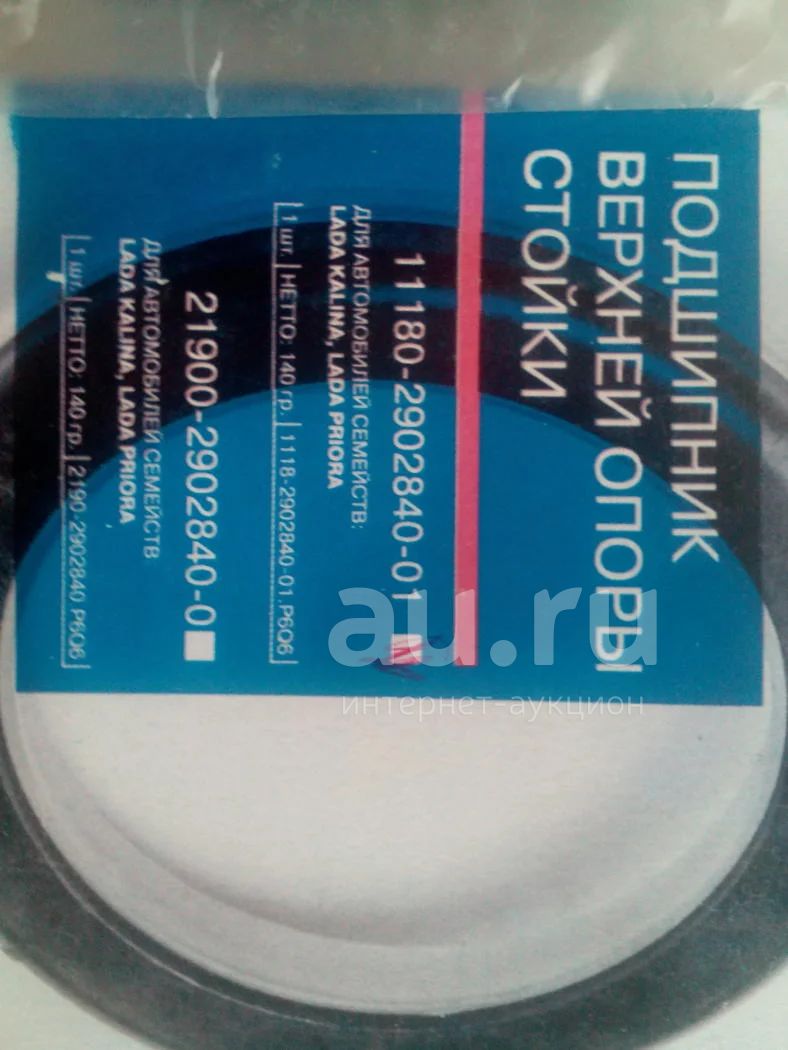 ПОДШИПНИК
ВЕРХНЕЙ ОПОРЫ
СТОЙКИ
11180-2902840-01
ДЛЯ АВТОМОБИЛЕЙ СЕМЕЙСТВ:
LADA KALINA, LADA PRIORA
1 шт. НЕТТО: 140 гр. 1118-2902840-01.Р6Q6
21900-2902840-0
ДЛЯ АВТОМОБИЛЕЙ СЕМЕЙСТВ:
LADA KALINA, LADA PRIORA
1 шт. НЕТТО: 140 гр. 2190-2902840 Р6Q6
au.ru
интернет-аукцион